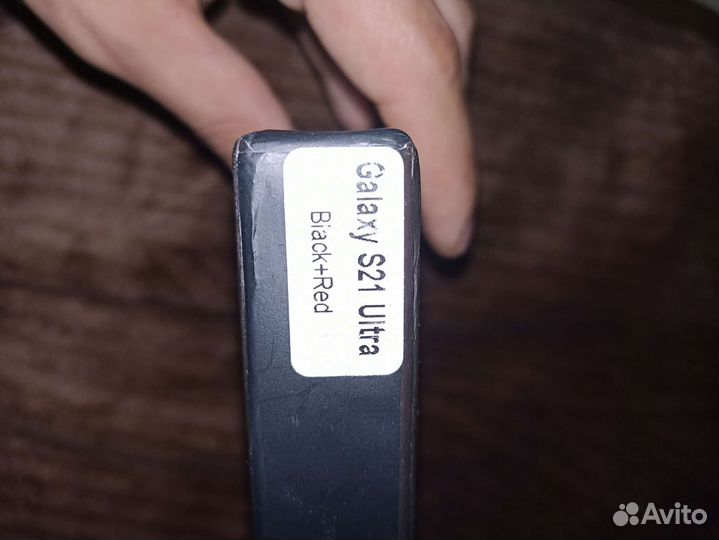 Galaxy S21 Ultra
Black+Red
Avito